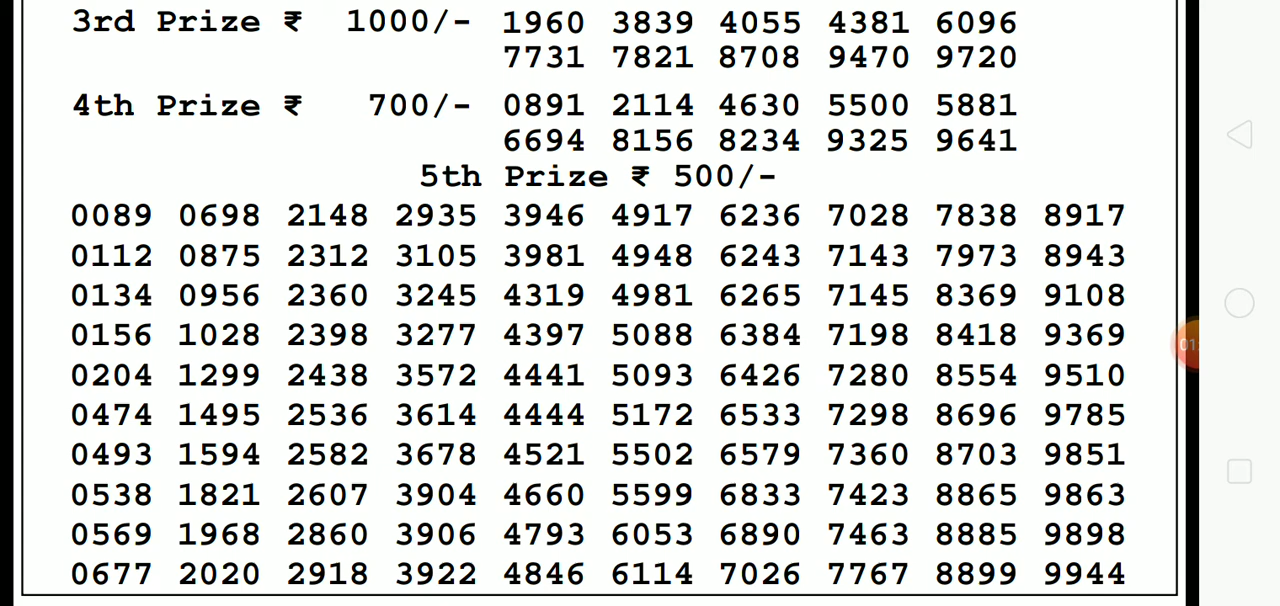 3rd Prize ₹ 1000/- 1960 3839 4055 4381 6096
7731 7821 8708 9470 9720
4th Prize ₹ 700/- 0891 2114 4630 5500 5881
6694 8156 8234 9325 9641
5th Prize ₹ 500/-
0089 0698 2148 2935 3946 4917 6236 7028 7838 8917
0112 0875 2312 3105 3981 4948 6243 7143 7973 8943
0134 0956 2360 3245 4319 4981 6265 7145 8369 9108
0156 1028 2398 3277 4397 5088 6384 7198 8418 9369
0204 1299 2438 3572 4441 5093 6426 7280 8554 9510
0474 1495 2536 3614 4444 5172 6533 7298 8696 9785
0493 1594 2582 3678 4521 5502 6579 7360 8703 9851
0538 1821 2607 3904 4660 5599 6833 7423 8865 9863
0569 1968 2860 3906 4793 6053 6890 7463 8885 9898
0677 2020 2918 3922 4846 6114 7026 7767 8899 9944